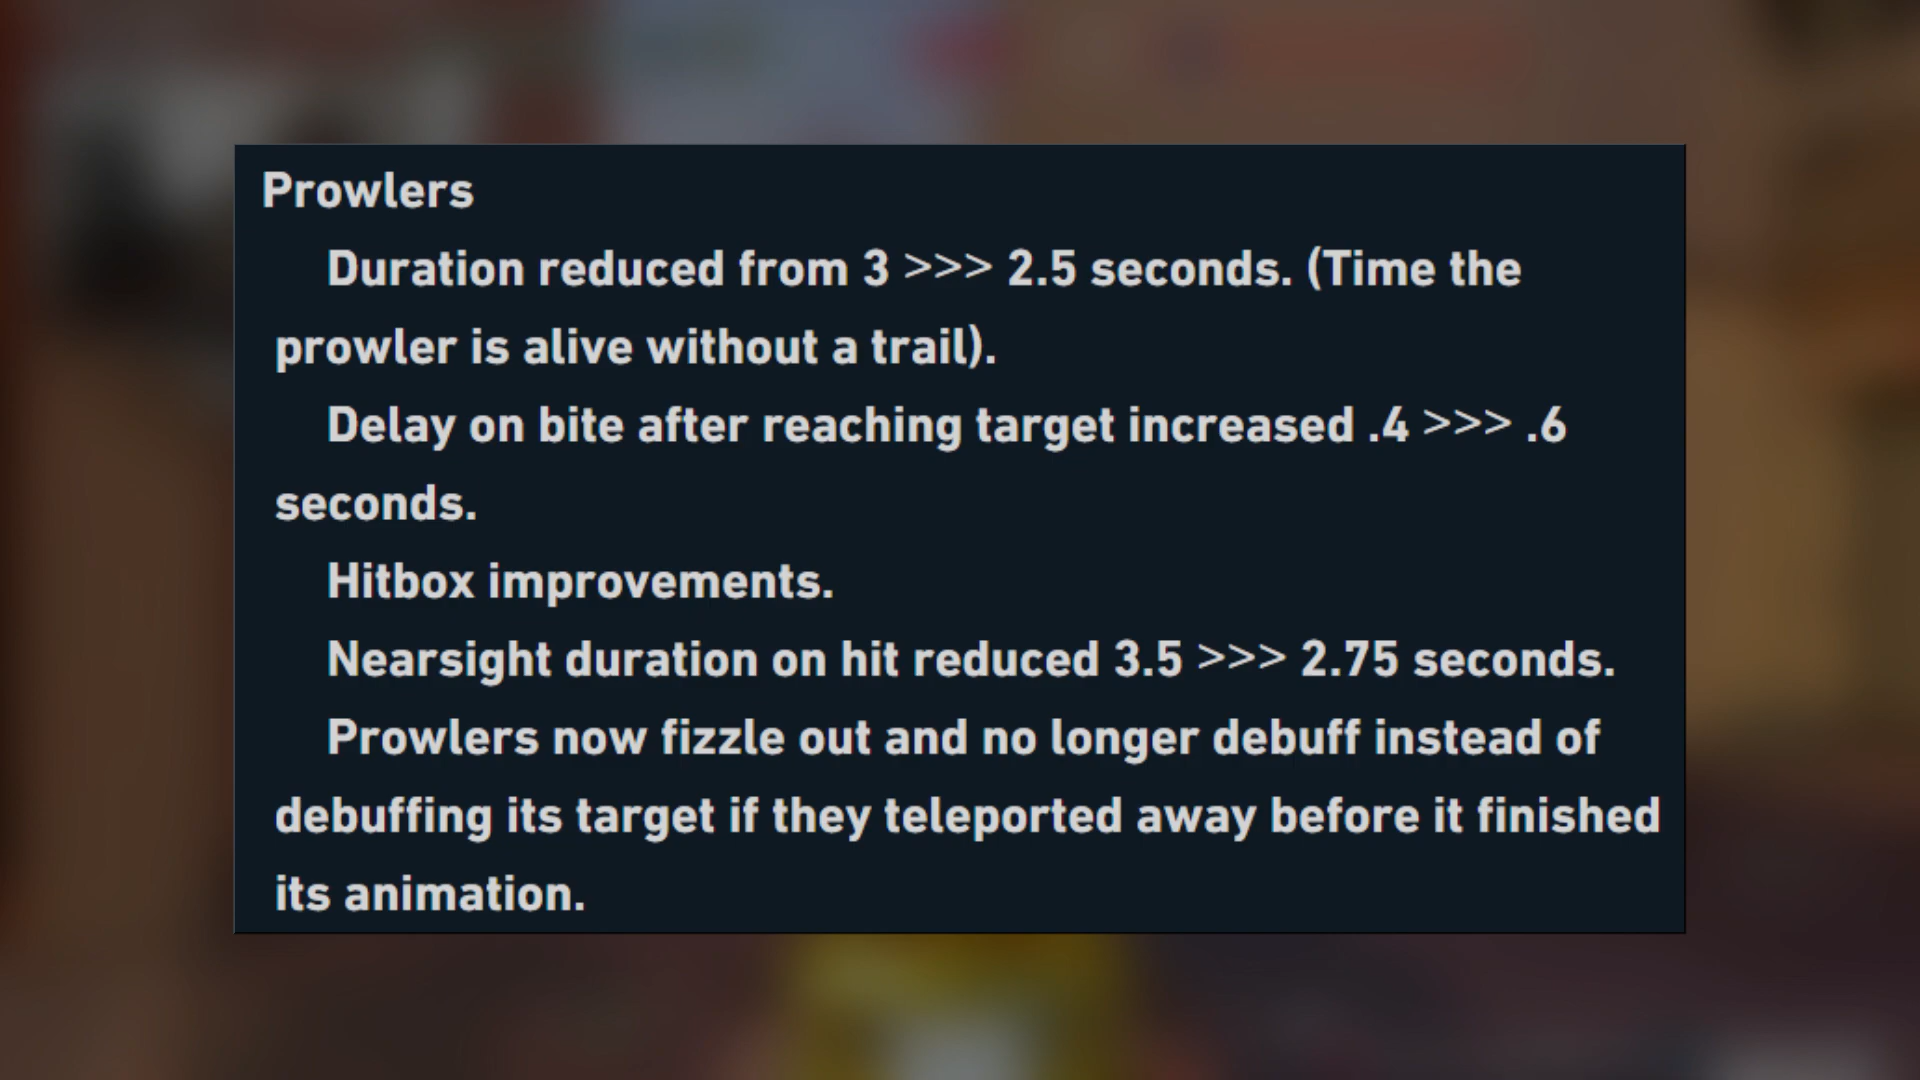 Prowlers
Duration reduced from 3 >>> 2.5 seconds. (Time the
prowler is alive without a trail).
Delay on bite after reaching target increased .4 >>> .6
seconds.
Hitbox improvements.
Nearsight duration on hit reduced 3.5 >>> 2.75 seconds.
Prowlers now fizzle out and no longer debuff instead of
debuffing its target if they teleported away before it finished
its animation.